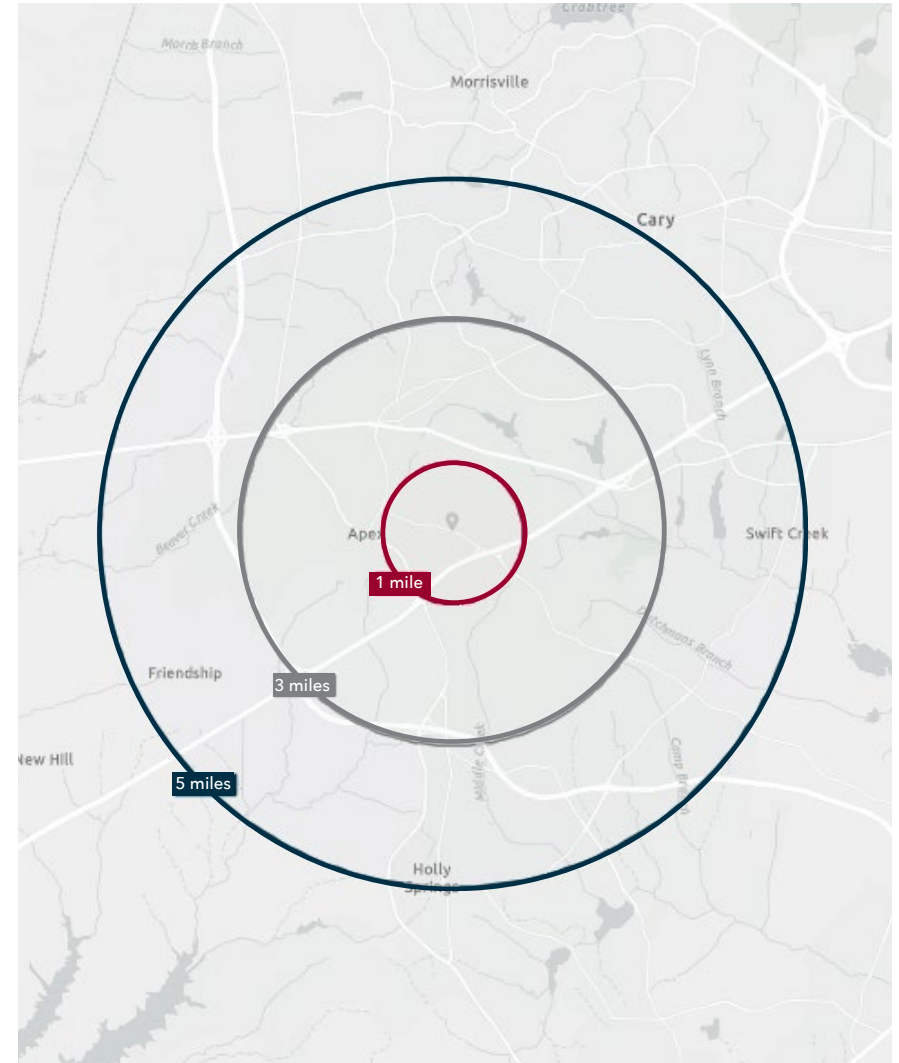 Crabtree
Morris Branch
Morrisville
Cary
Lynn Branch
Beaver Creek
Apex
Swift Creek
1 mile
Dutchmans Branch
Friendship
3 miles
New Hill
Middle Creek
Camp Branch
5 miles
Holly
Springs